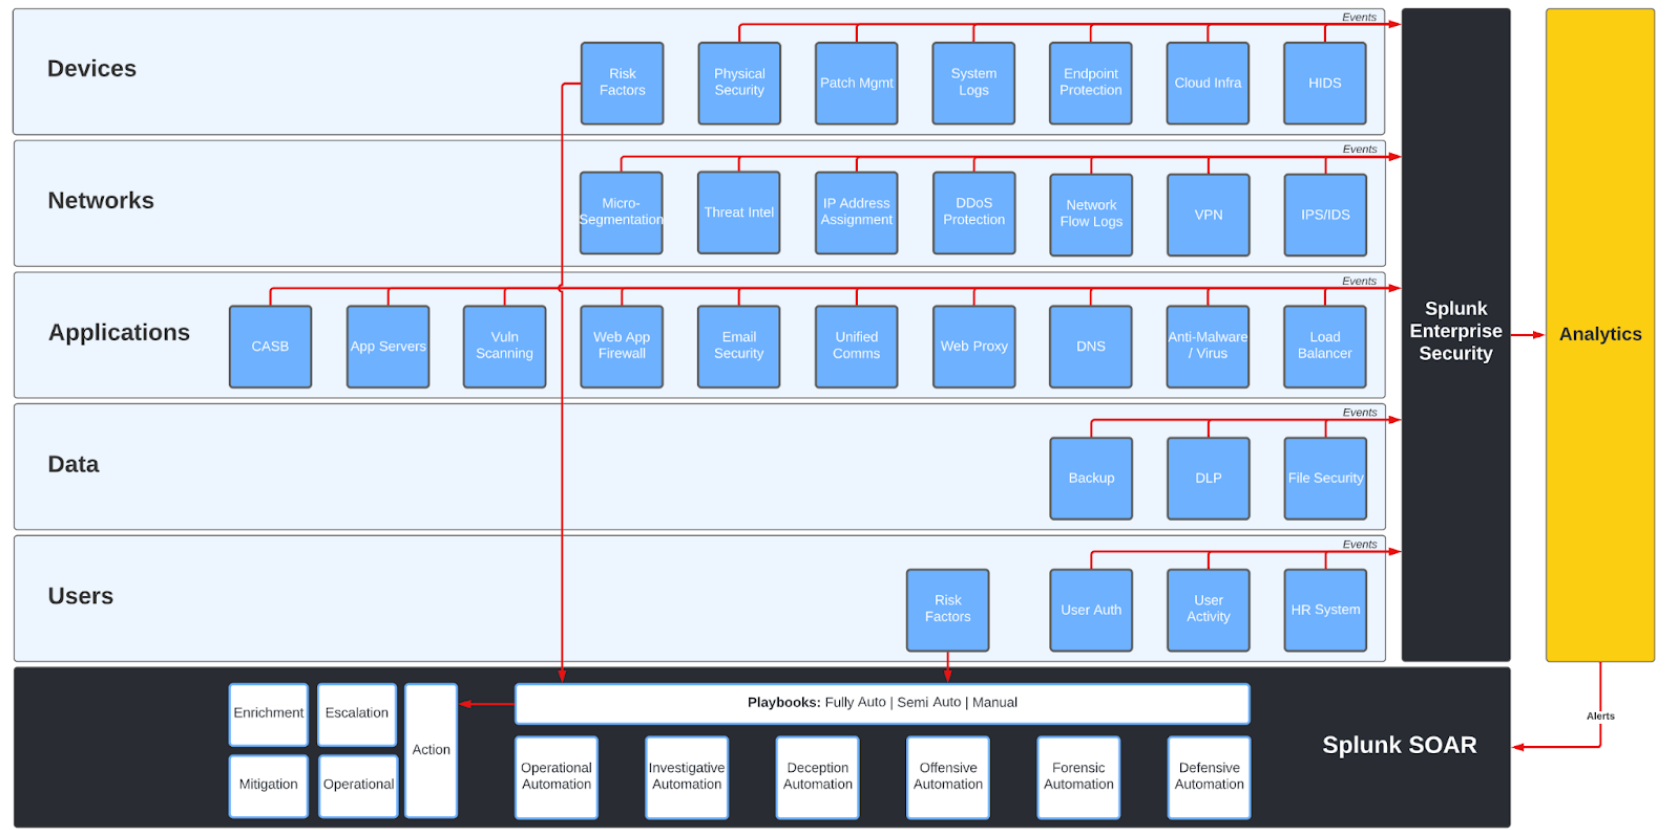 Events
Devices
Risk
Factors
Physical
Security
Patch Mgmt
System
Logs
Endpoint
Protection
Cloud Infra
HIDS
Events
Networks
Micro-
Segmentation
Threat Intel
IP Address
Assignment
DDoS
Protection
Network
Flow Logs
VPN
IPS/IDS
Events
Applications
CASB
App Servers
Vuln
Scanning
Web App
Firewall
Email
Security
Unified
Comms
Web Proxy
DNS
Anti-Malware
/ Virus
Load
Balancer
Events
Data
Backup
DLP
File Security
Events
Users
Risk
Factors
User Auth
User
Activity
HR System
Splunk
Enterprise
Security
Analytics
Alerts
Enrichment
Escalation
Mitigation
Operational
Action
Playbooks: Fully Auto | Semi Auto | Manual
Operational
Automation
Investigative
Automation
Deception
Automation
Offensive
Automation
Forensic
Automation
Defensive
Automation
Splunk SOAR